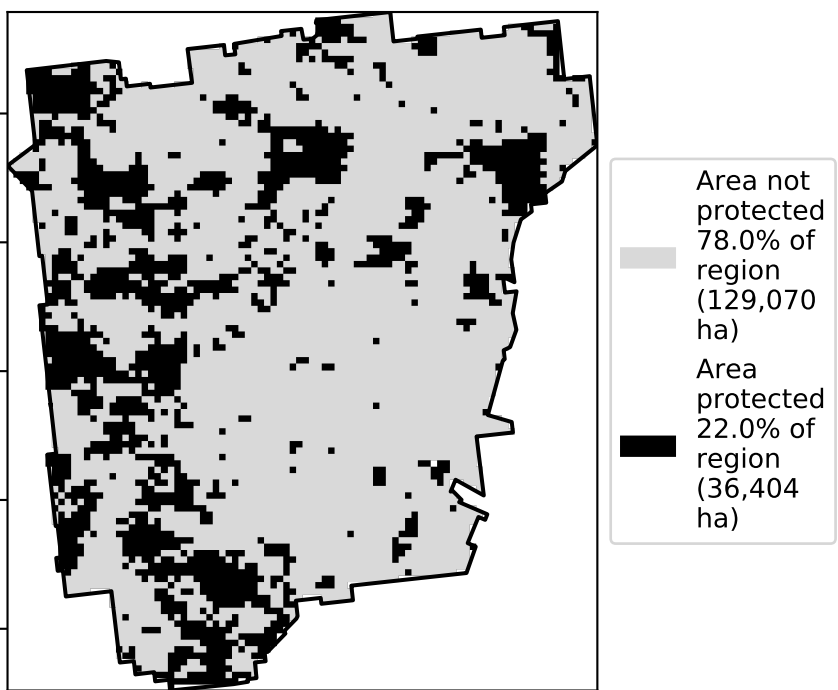 Area not
protected
78.0% of
region
(129,070
ha)
Area
protected
22.0% of
region
(36,404
ha)